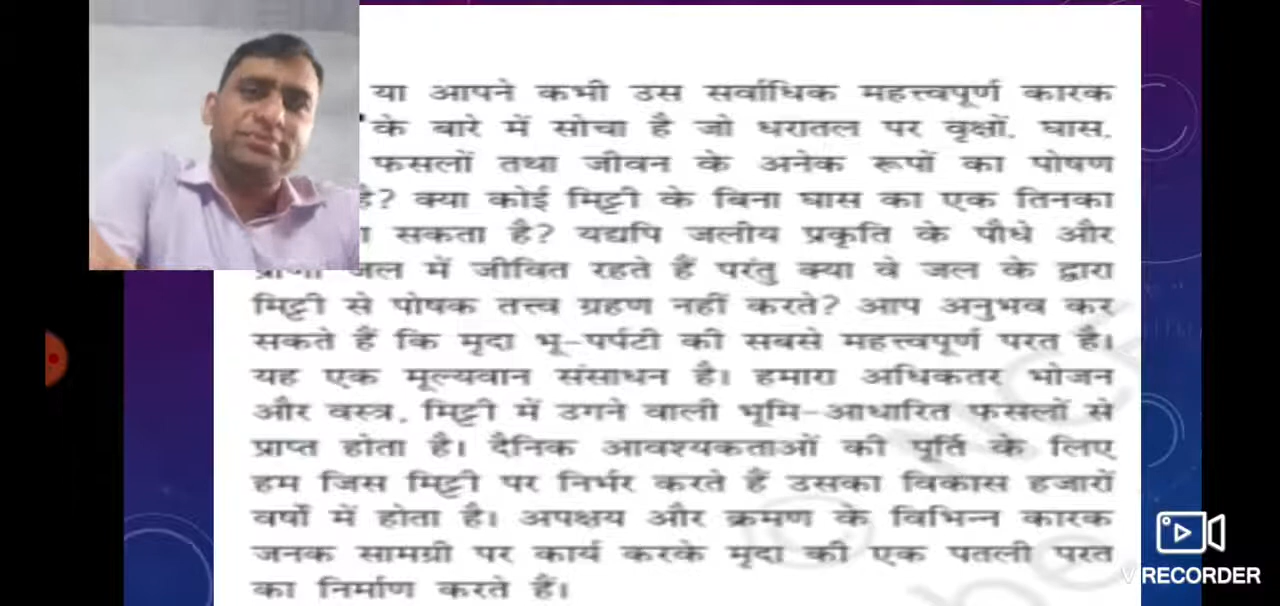 या आपने कभी उस सर्वाधिक महत्त्वपूर्ण कारक
के बारे में सोचा है जो धरातल पर वृक्षों, घास,
फसलों तथा जीवन के अनेक रूपों का पोषण
है? क्या कोई मिट्टी के बिना घास का एक तिनका
सकता है? यद्यपि जलीय प्रकृति के पौधे और
जल में जीवित रहते हैं परंतु क्या वे जल के द्वारा
मिट्टी से पोषक तत्त्व ग्रहण नहीं करते? आप अनुभव कर
सकते हैं कि मृदा भू-पर्पटी की सबसे महत्त्वपूर्ण परत है।
यह एक मूल्यवान संसाधन है। हमारा अधिकतर भोजन
और वस्त्र, मिट्टी में उगने वाली भूमि-आधारित फसलों से
प्राप्त होता है। दैनिक आवश्यकताओं की पूर्ति के लिए
हम जिस मिट्टी पर निर्भर करते हैं उसका विकास हजारों
वर्षों में होता है। अपक्षय और क्रमण के विभिन्न कारक
जनक सामग्री पर कार्य करके मृदा की एक पतली परत
का निर्माण करते हैं।
V RECORDER